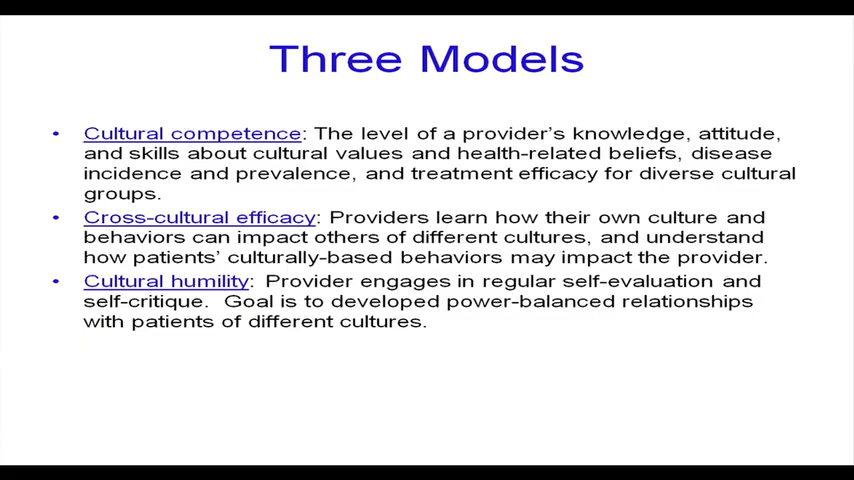 Three Models
• Cultural competence: The level of a provider's knowledge, attitude,
and skills about cultural values and health-related beliefs, disease
incidence and prevalence, and treatment efficacy for diverse cultural
groups.
• Cross-cultural efficacy: Providers learn how their own culture and
behaviors can impact others of different cultures, and understand
how patients' culturally-based behaviors may impact the provider.
• Cultural humility: Provider engages in regular self-evaluation and
self-critique. Goal is to developed power-balanced relationships
with patients of different cultures.